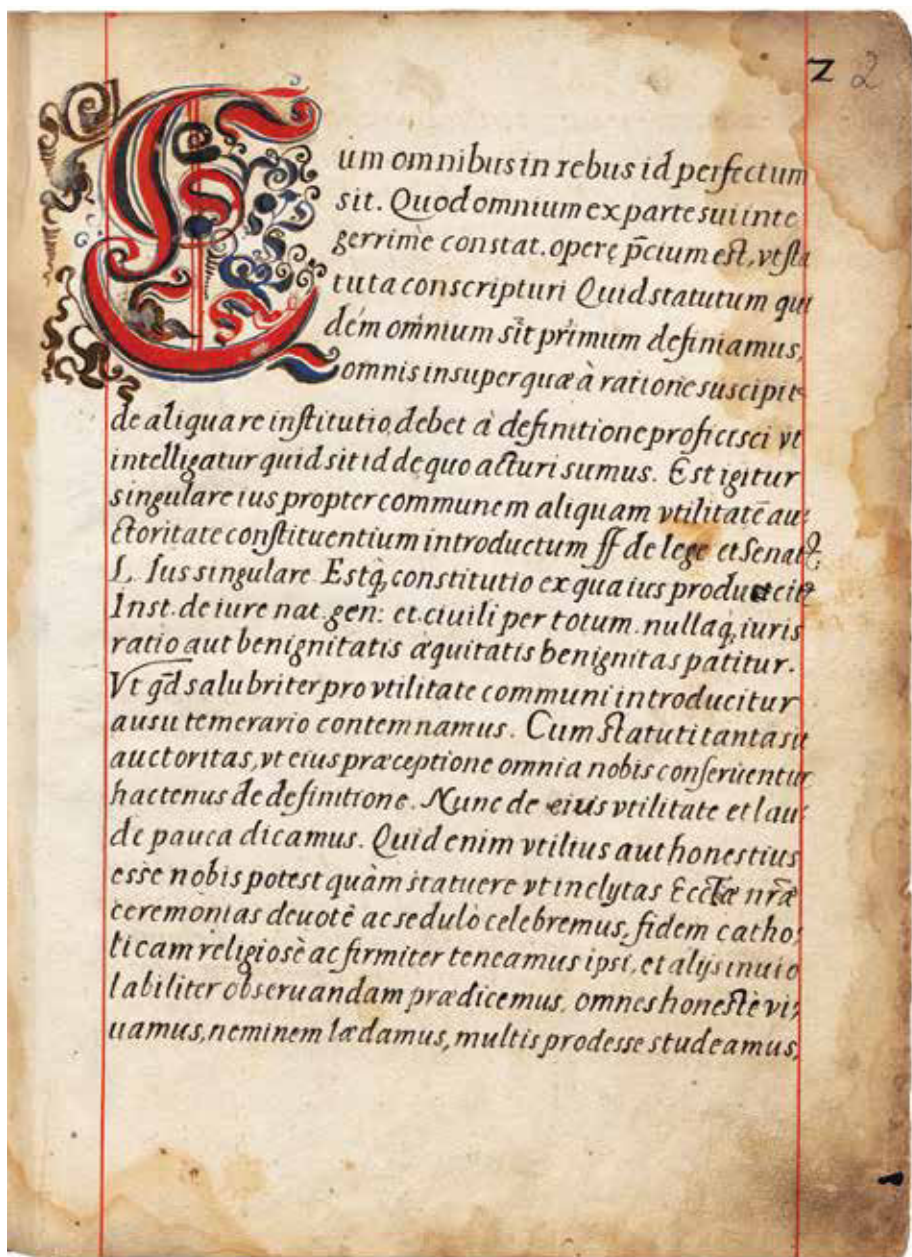 2 2
Cum omnibus in rebus id perfectum
sit. Quod omnium ex parte sui inte
gerrimè constat. operę p̄cium est, vt sta
tuta conscripturi Quid statutum qui
dem omnium sit primum definiamus,
omnis insuper quæ à ratione suscipit
de aliqua re institutio, debet à definitione proficisci vt
intelligatur quid sit id de quo acturi sumus. Est igitur
singulare ius propter communem aliquam vtilitatē au:
ctoritate constituentium introductum ff de lege et Senat
L. Ius singulare. Estq́ constitutio ex qua ius
Inst. de iure nat. gen: et. ciuili per totum. nullaq́ iuris
ratio aut benignitatis æquitatis benignitas patitur.
Vt qd̄ salubriter pro vtilitate communi introducitur
ausu temerario contemnamus. Cum statuti tanta sit
auctoritas, vt eius præceptione omnia nobis conseruentur
hactenus de definitione. Nunc de eius vtilitate et lau:
de pauca dicamus. Quid enim vtilius aut honestius
esse nobis potest quàm statuere vt inclytas Eccłæ nr̄æ
ceremonias deuotè ac sedulò celebremus, fidem catho:
licam religiosè ac firmiter teneamus ipsi, et alijs inuio
labiliter obseruandam prædicemus, omnes honestè vi:
uamus, neminem lædamus, multis prodesse studeamus,